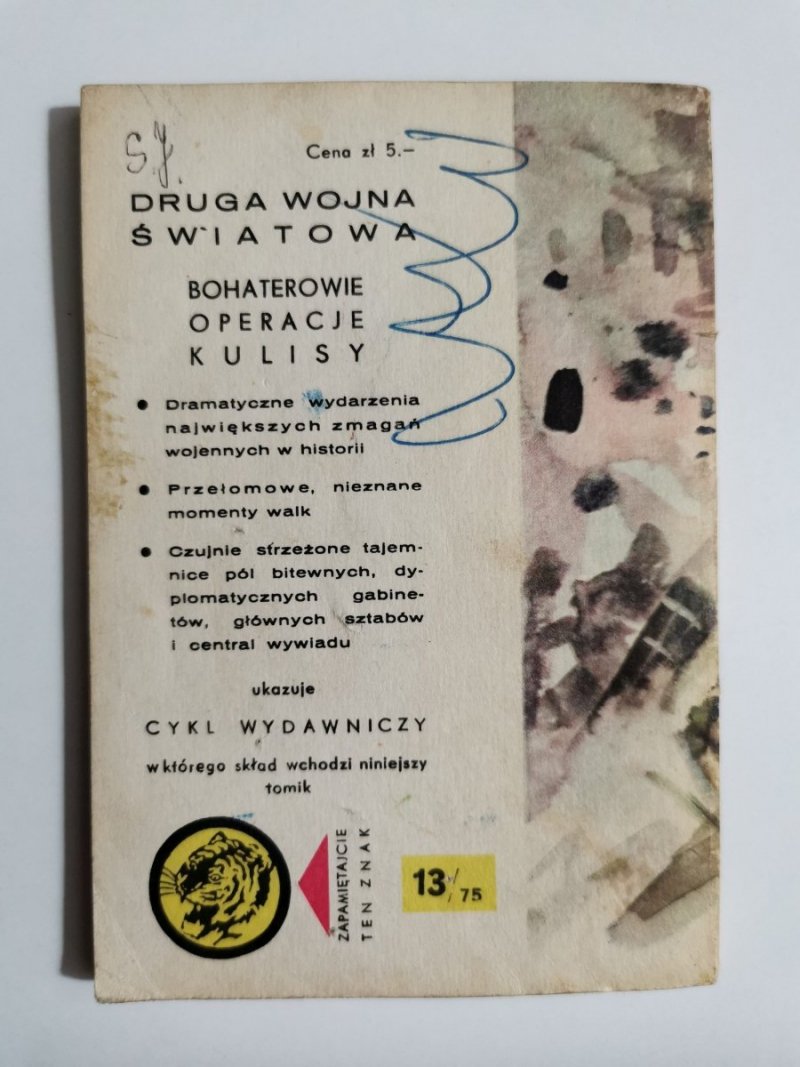 S.J.
Cena zł 5.–
DRUGA WOJNA
ŚWIATOWA
BOHATEROWIE
OPERACJE
KULISY
● Dramatyczne wydarzenia
największych zmagań
wojennych w historii
● Przełomowe, nieznane
momenty walk
● Czujnie strzeżone tajem-
nice pól bitewnych, dy-
plomatycznych gabine-
tów, głównych sztabów
i central wywiadu
ukazuje
CYKL WYDAWNICZY
w którego skład wchodzi niniejszy
tomik
ZAPAMIĘTAJCIE
TEN ZNAK
13/75